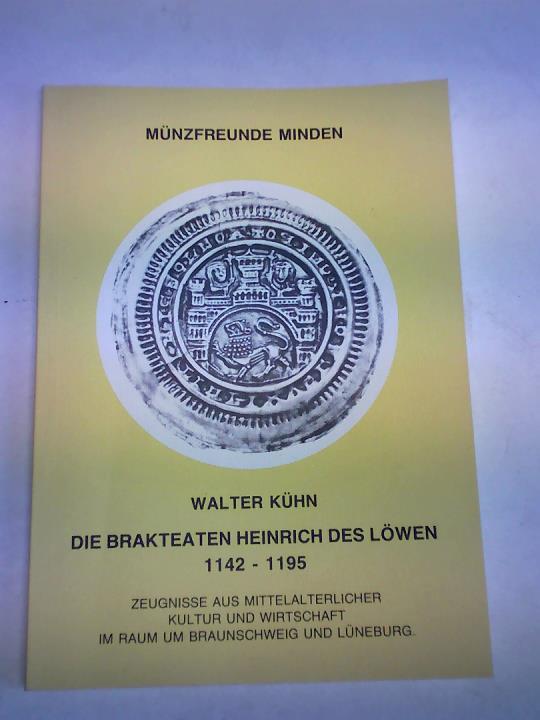 MÜNZFREUNDE MINDEN
WALTER KÜHN
DIE BRAKTEATEN HEINRICH DES LÖWEN
1142 - 1195
ZEUGNISSE AUS MITTELALTERLICHER
KULTUR UND WIRTSCHAFT
IM RAUM UM BRAUNSCHWEIG UND LÜNEBURG.